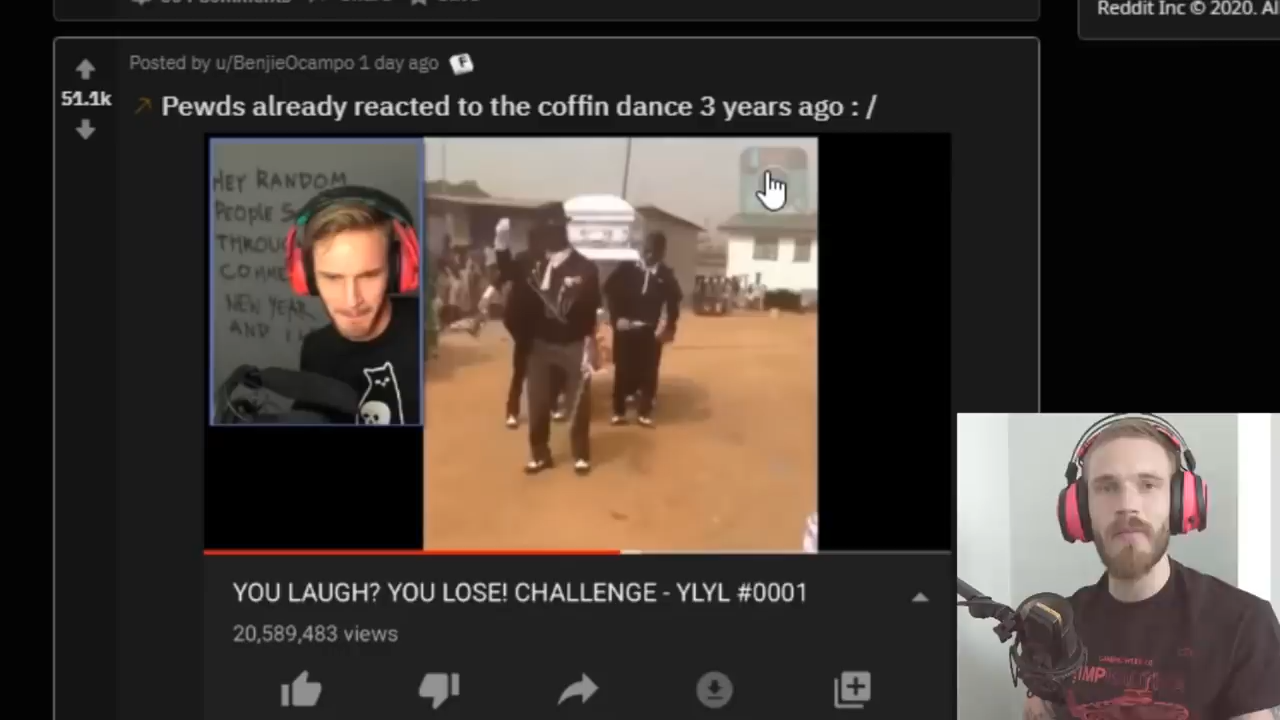 Reddit Inc © 2020. Al
Posted by u/BenjieOcampo 1 day ago
51.1k
Pewds already reacted to the coffin dance 3 years ago : /
HEY RANDOM
PEOPLE S
THROUG
COMME
NEW YEAR
AND I
YOU LAUGH? YOU LOSE! CHALLENGE - YLYL #0001
20,589,483 views